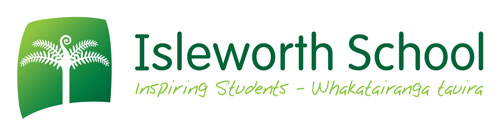 Isleworth School
Inspiring Students - Whakatairanga tauira